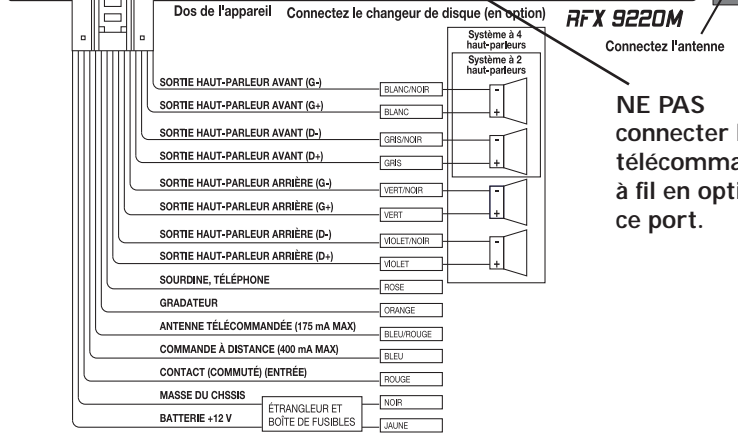 Dos de l'appareil
Connectez le changeur de disque (en option)
RFX 9220M
Connectez l'antenne
Système à 4
haut-parleurs
Système à 2
haut-parleurs
SORTIE HAUT-PARLEUR AVANT (G-)
BLANC/NOIR
-
SORTIE HAUT-PARLEUR AVANT (G+)
BLANC
+
SORTIE HAUT-PARLEUR AVANT (D-)
GRIS/NOIR
-
SORTIE HAUT-PARLEUR AVANT (D+)
GRIS
+
SORTIE HAUT-PARLEUR ARRIÈRE (G-)
VERT/NOIR
-
SORTIE HAUT-PARLEUR ARRIÈRE (G+)
VERT
+
SORTIE HAUT-PARLEUR ARRIÈRE (D-)
VIOLET/NOIR
-
SORTIE HAUT-PARLEUR ARRIÈRE (D+)
VIOLET
+
SOURDINE, TÉLÉPHONE
ROSE
GRADATEUR
ORANGE
ANTENNE TÉLÉCOMMANDÉE (175 mA MAX)
BLEU/ROUGE
COMMANDE À DISTANCE (400 mA MAX)
BLEU
CONTACT (COMMUTÉ) (ENTRÉE)
ROUGE
MASSE DU CHSSIS
NOIR
BATTERIE +12 V
JAUNE
ÉTRANGLEUR ET
BOÎTE DE FUSIBLES
NE PAS
connecter
télécomma
à fil en opti
ce port.